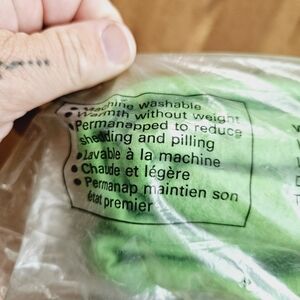 • Machine washable
• Warmth without weight
• Permanapped to reduce
shedding and pilling
• Lavable à la machine
• Chaude et légère
• Permanap maintien son
état premier